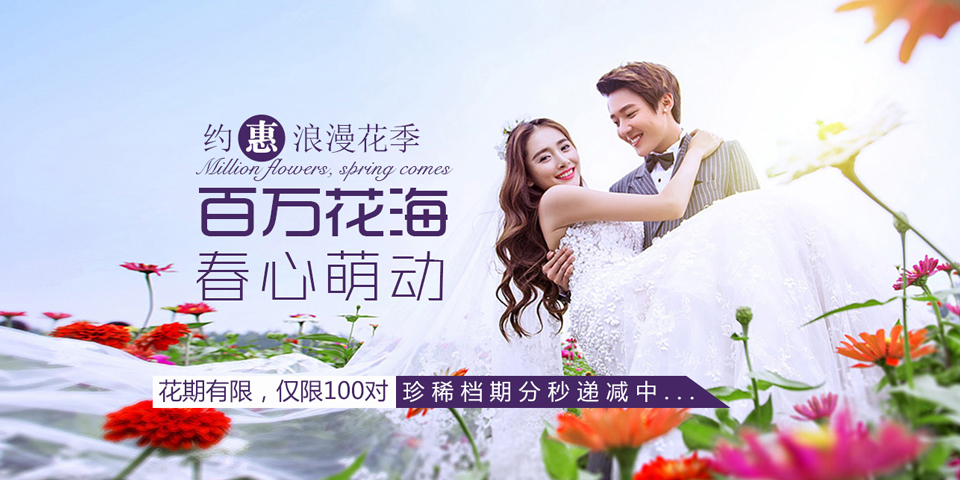 约惠浪漫花季
Million flowers, spring comes
百万花海
春心萌动
花期有限，仅限100对 珍稀档期分秒递减中...